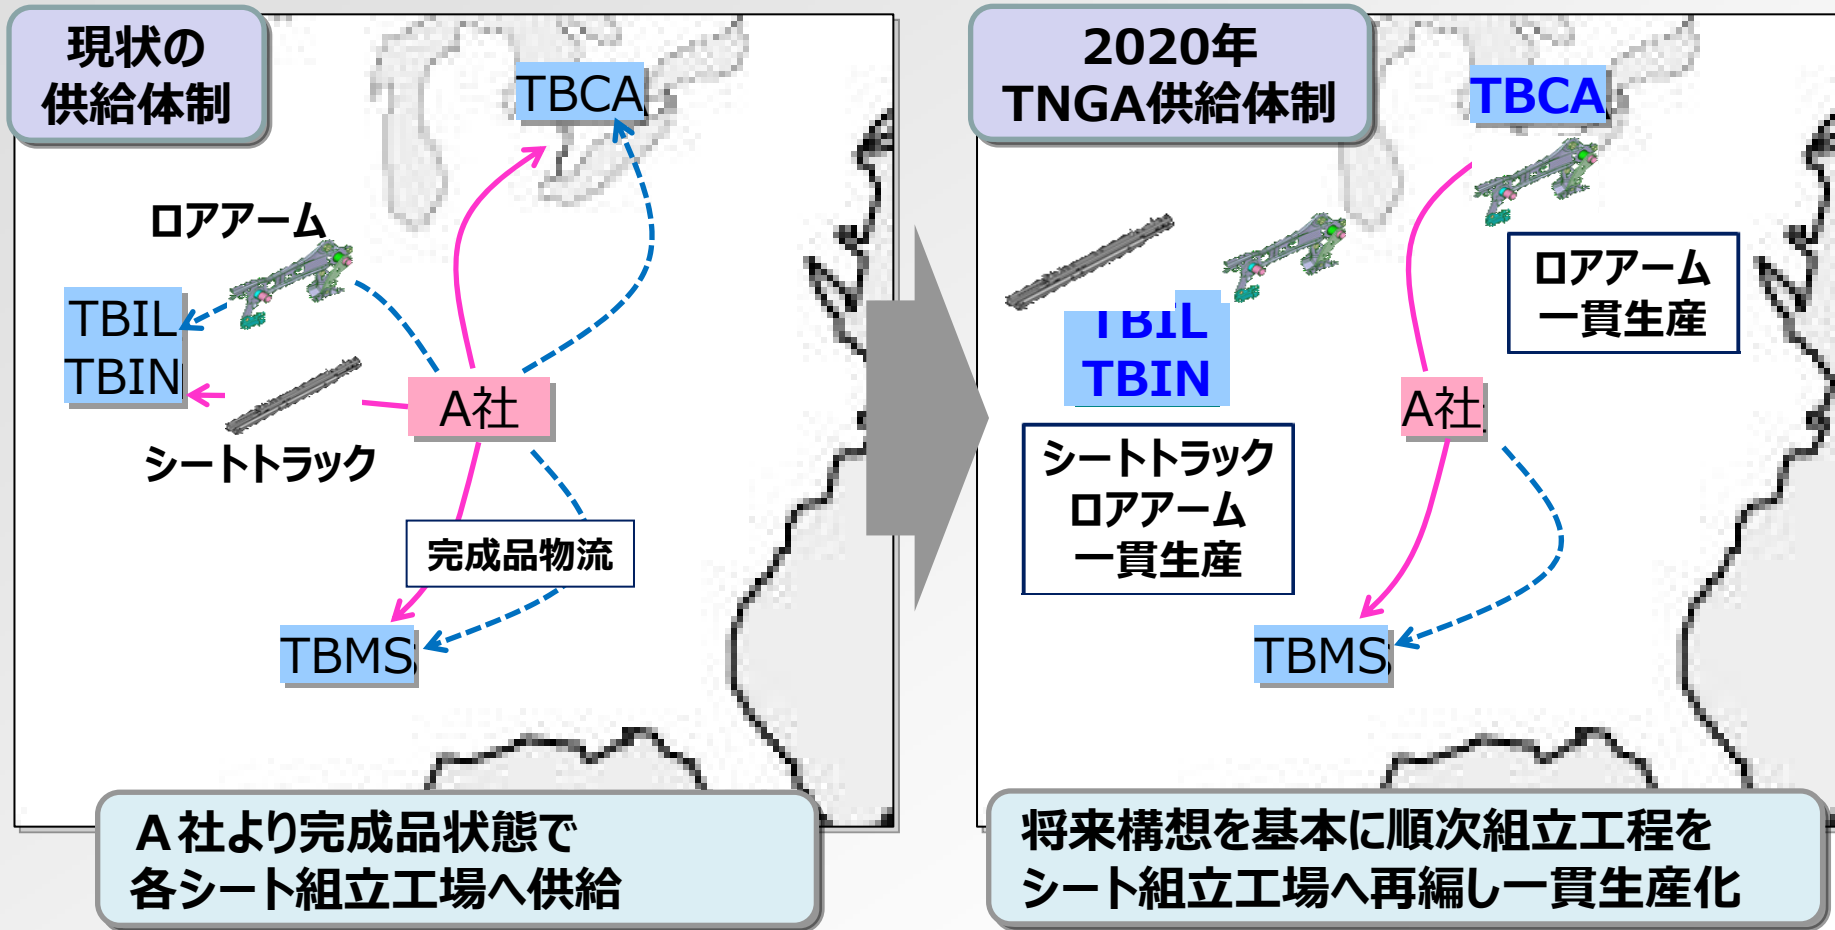 現状の
供給体制
TBCA
ロアアーム
TBIL
TBIN
A社
シートトラック
完成品物流
TBMS
A社より完成品状態で
各シート組立工場へ供給
2020年
TNGA供給体制
TBCA
ロアアーム
一貫生産
TBIL
TBIN
A社
シートトラック
ロアアーム
一貫生産
TBMS
将来構想を基本に順次組立工程を
シート組立工場へ再編し一貫生産化